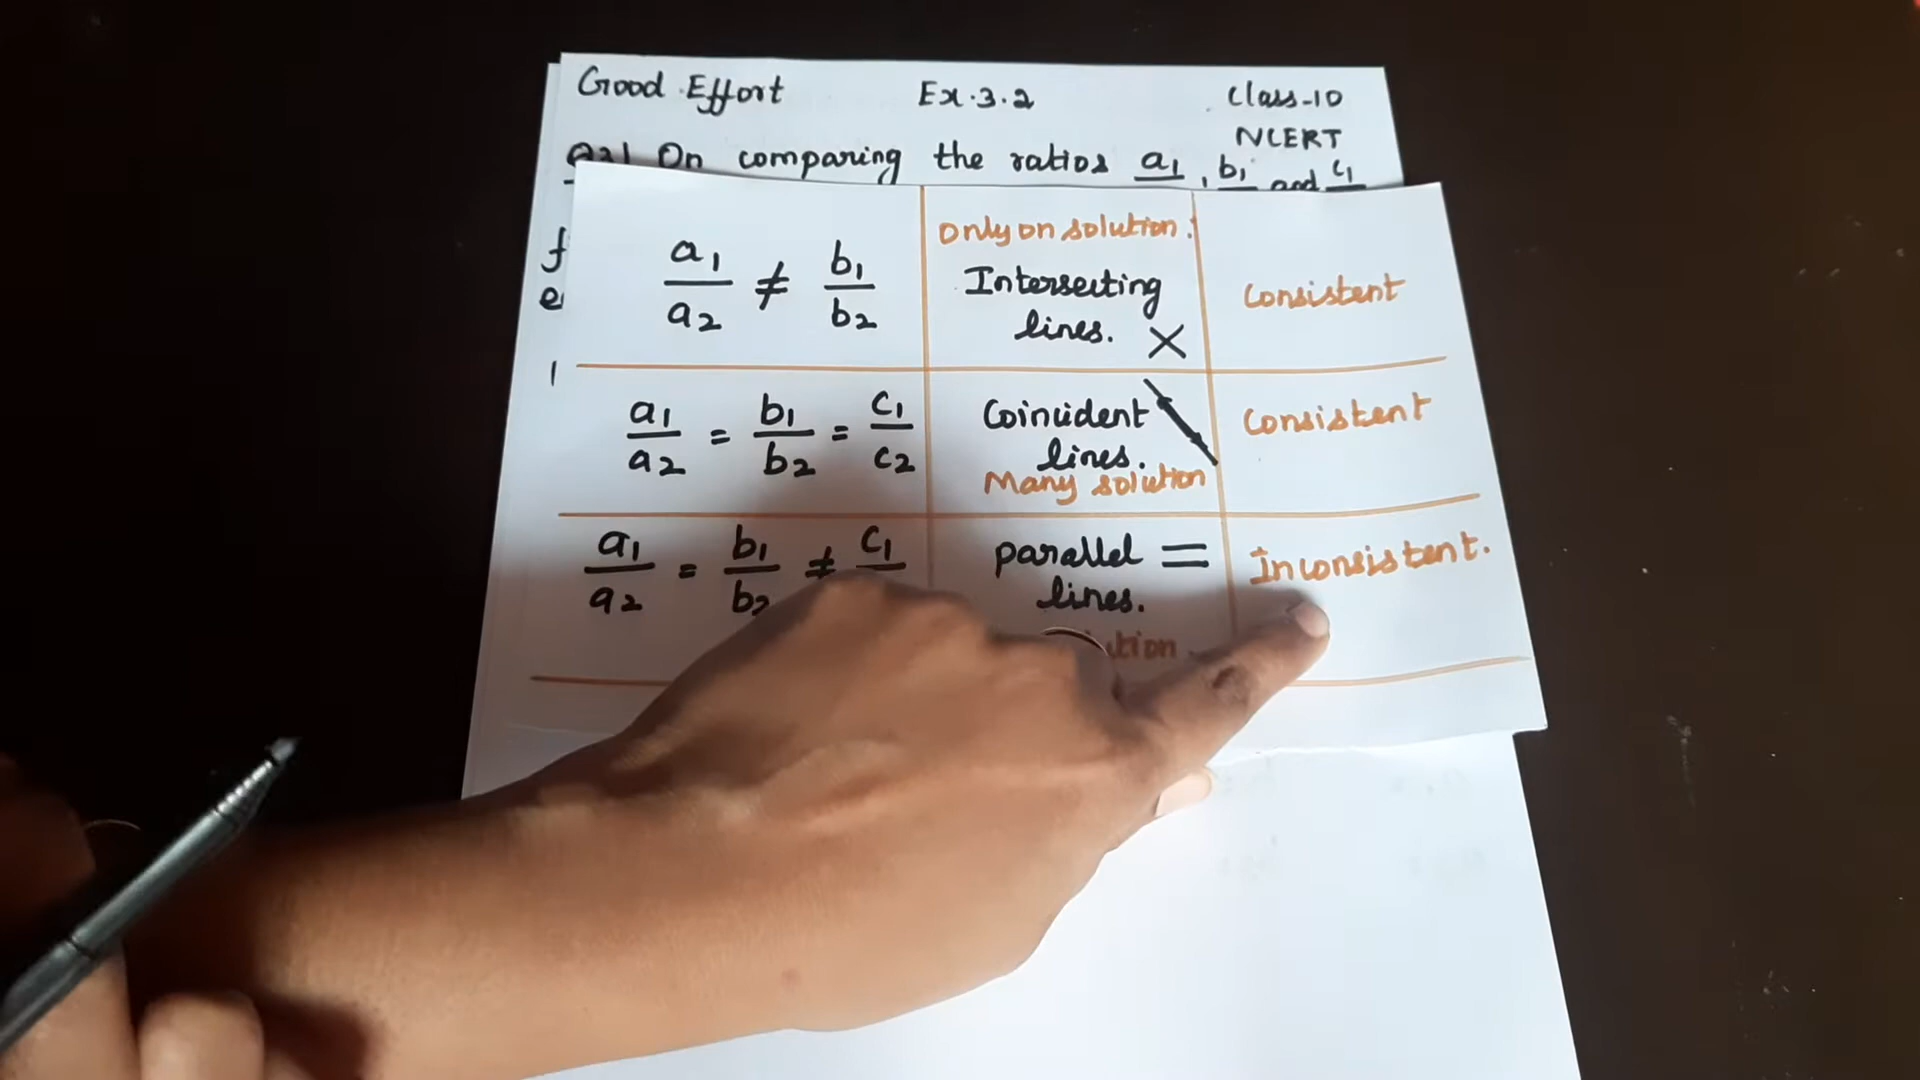 Good Effort Ex.3.2 Class-10
NCERT
On comparing the ratios a1, b1 and c1
a1/a2 ≠ b1/b2
Only on solution.
Intersecting
lines.
Consistent
a1/a2 = b1/b2 = c1/c2
Coincident
lines.
Many solution
Consistent
a1/a2 = b1/b2 ≠ c1
parallel =
lines.
Inconsistent.